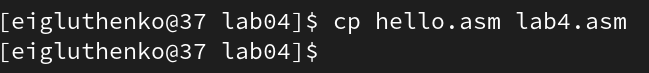 [eigluthenko@37 lab04]$ cp hello.asm lab4.asm
[eigluthenko@37 lab04]$